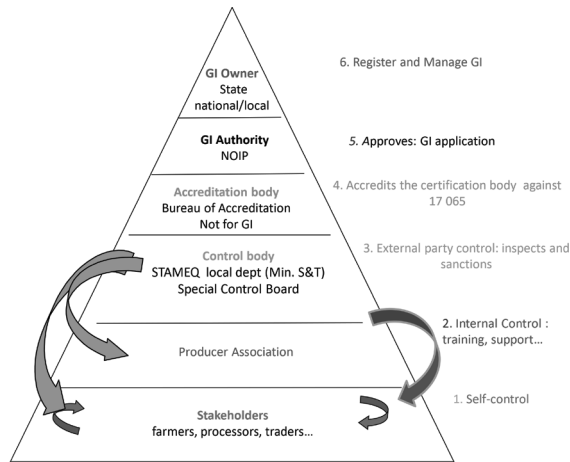 GI Owner
State
national/local
6. Register and Manage GI
GI Authority
NOIP
5. Approves: GI application
Accreditation body
Bureau of Accreditation
Not for GI
4. Accredits the certification body against
17 065
Control body
STAMEQ local dept (Min. S&T)
Special Control Board
3. External party control: inspects and
sanctions
2. Internal Control :
training, support...
Producer Association
1. Self-control
Stakeholders
farmers, processors, traders...